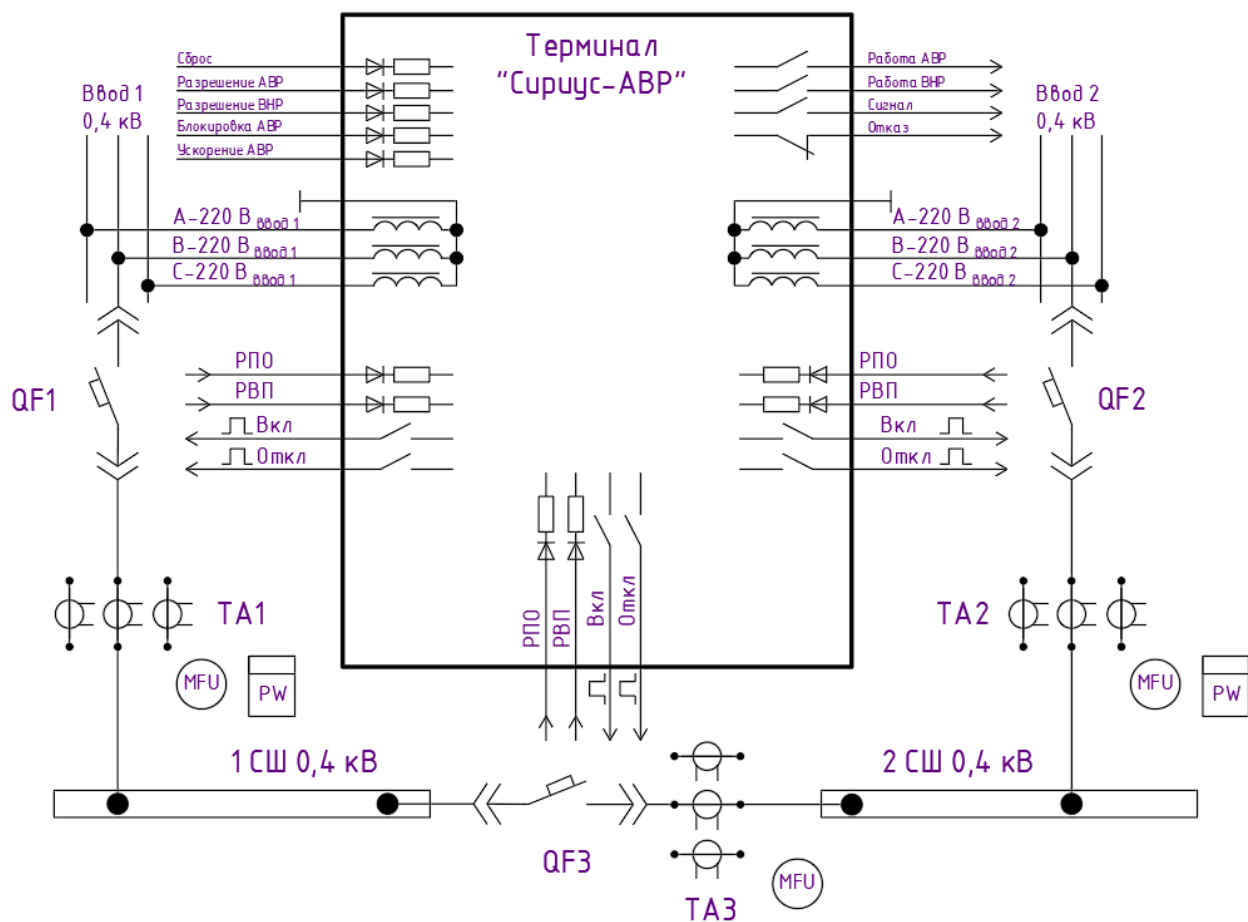 Терминал
"Сириус-АВР"
Сброс
Разрешение АВР
Разрешение ВНР
Блокировка АВР
Ускорение АВР
Работа АВР
Работа ВНР
Сигнал
Отказ
Ввод 1
0,4 кВ
Ввод 2
0,4 кВ
А-220 В ввод 1
В-220 В ввод 1
С-220 В ввод 1
А-220 В ввод 2
В-220 В ввод 2
С-220 В ввод 2
QF1
РПО
РВП
Вкл
Откл
РПО
РВП
Вкл
Откл
QF2
РПО
РВП
Вкл
Откл
TA1
MFU
PW
TA2
MFU
PW
1 СШ 0,4 кВ
2 СШ 0,4 кВ
QF3
TA3
MFU